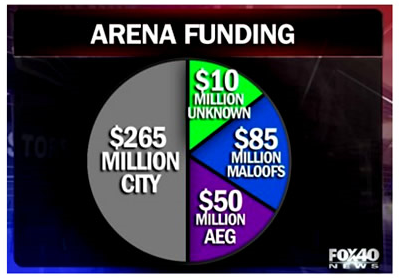 ARENA FUNDING
$10
MILLION
UNKNOWN
$265
MILLION
CITY
$85
MILLION
MALOOFS
$50
MILLION
AEG
FOX40
NEWS